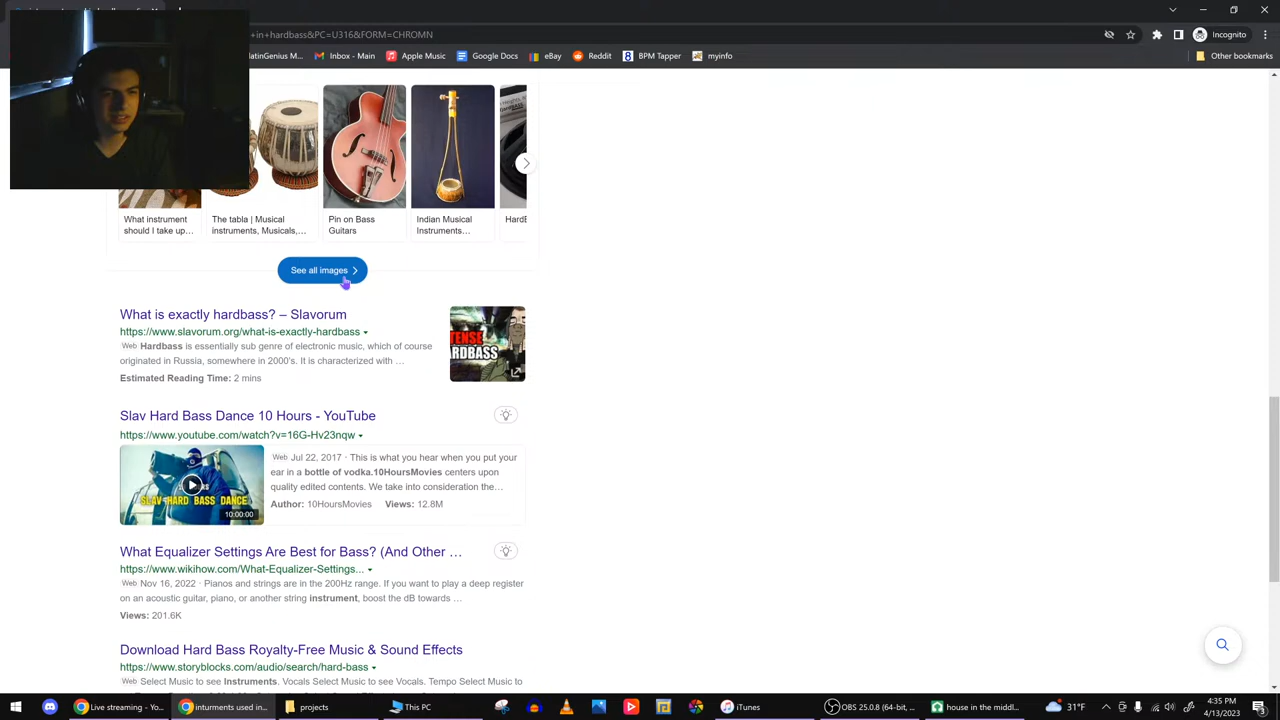 in+hardbass&PC=U316&FORM=CHROMN
Incognito
latinGenius M...
Inbox - Main
Apple Music
Google Docs
eBay
Reddit
BPM Tapper
myinfo
Other bookmarks
What instrument
should I take up...
The tabla | Musical
instruments, Musicals,...
Pin on Bass
Guitars
Indian Musical
Instruments...
HardB
See all images
What is exactly hardbass? – Slavorum
https://www.slavorum.org/what-is-exactly-hardbass
Web Hardbass is essentially sub genre of electronic music, which of course
originated in Russia, somewhere in 2000's. It is characterized with ...
Estimated Reading Time: 2 mins
TENSE
ARDBASS
Slav Hard Bass Dance 10 Hours - YouTube
https://www.youtube.com/watch?v=16G-Hv23nqw
SLAV HARD BASS DANCE
10:00:00
Web Jul 22, 2017 · This is what you hear when you put your
ear in a bottle of vodka.10HoursMovies centers upon
quality edited contents. We take into consideration the...
Author: 10HoursMovies Views: 12.8M
What Equalizer Settings Are Best for Bass? (And Other ...
https://www.wikihow.com/What-Equalizer-Settings...
Web Nov 16, 2022 · Pianos and strings are in the 200Hz range. If you want to play a deep register
on an acoustic guitar, piano, or another string instrument, boost the dB towards ...
Views: 201.6K
Download Hard Bass Royalty-Free Music & Sound Effects
https://www.storyblocks.com/audio/search/hard-bass
Web Select Music to see Instruments. Vocals Select Music to see Vocals. Tempo Select Music to
Live streaming - Yo...
inturments used in...
projects
This PC
iTunes
OBS 25.0.8 (64-bit, ...
house in the middl...
31°F
4:35 PM
4/13/2023